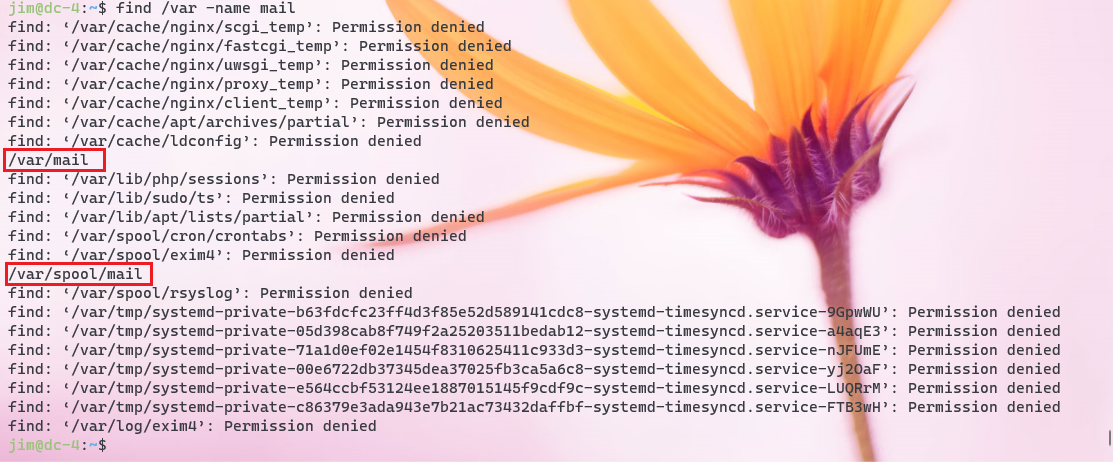 jim@dc-4:~$ find /var -name mail
find: ‘/var/cache/nginx/scgi_temp’: Permission denied
find: ‘/var/cache/nginx/fastcgi_temp’: Permission denied
find: ‘/var/cache/nginx/uwsgi_temp’: Permission denied
find: ‘/var/cache/nginx/proxy_temp’: Permission denied
find: ‘/var/cache/nginx/client_temp’: Permission denied
find: ‘/var/cache/apt/archives/partial’: Permission denied
find: ‘/var/cache/ldconfig’: Permission denied
/var/mail
find: ‘/var/lib/php/sessions’: Permission denied
find: ‘/var/lib/sudo/ts’: Permission denied
find: ‘/var/lib/apt/lists/partial’: Permission denied
find: ‘/var/spool/cron/crontabs’: Permission denied
find: ‘/var/spool/exim4’: Permission denied
/var/spool/mail
find: ‘/var/spool/rsyslog’: Permission denied
find: ‘/var/tmp/systemd-private-b63fdcfc23ff4d3f85e52d589141cdc8-systemd-timesyncd.service-9GpwWU’: Permission denied
find: ‘/var/tmp/systemd-private-05d398cab8f749f2a25203511bedab12-systemd-timesyncd.service-a4aqE3’: Permission denied
find: ‘/var/tmp/systemd-private-71a1d0ef02e1454f8310625411c933d3-systemd-timesyncd.service-nJFUmE’: Permission denied
find: ‘/var/tmp/systemd-private-00e6722db37345dea37025fb3ca5a6c8-systemd-timesyncd.service-yj2OaF’: Permission denied
find: ‘/var/tmp/systemd-private-e564ccbf53124ee1887015145f9cdf9c-systemd-timesyncd.service-LUQRrM’: Permission denied
find: ‘/var/tmp/systemd-private-c86379e3ada943e7b21ac73432daffbf-systemd-timesyncd.service-FTB3wH’: Permission denied
find: ‘/var/log/exim4’: Permission denied
jim@dc-4:~$